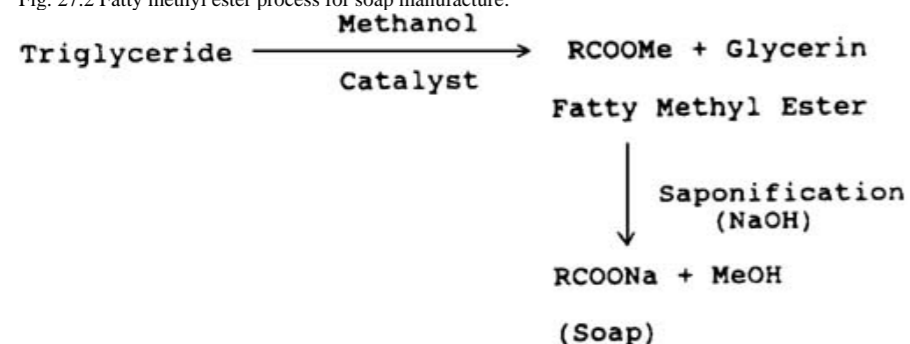 Fig. 27.2 Fatty methyl ester process for soap manufacture.
Methanol
Triglyceride
RCOOMe + Glycerin
Catalyst
Fatty Methyl Ester
Saponification
(NaOH)
RCOONa + MeOH
(Soap)